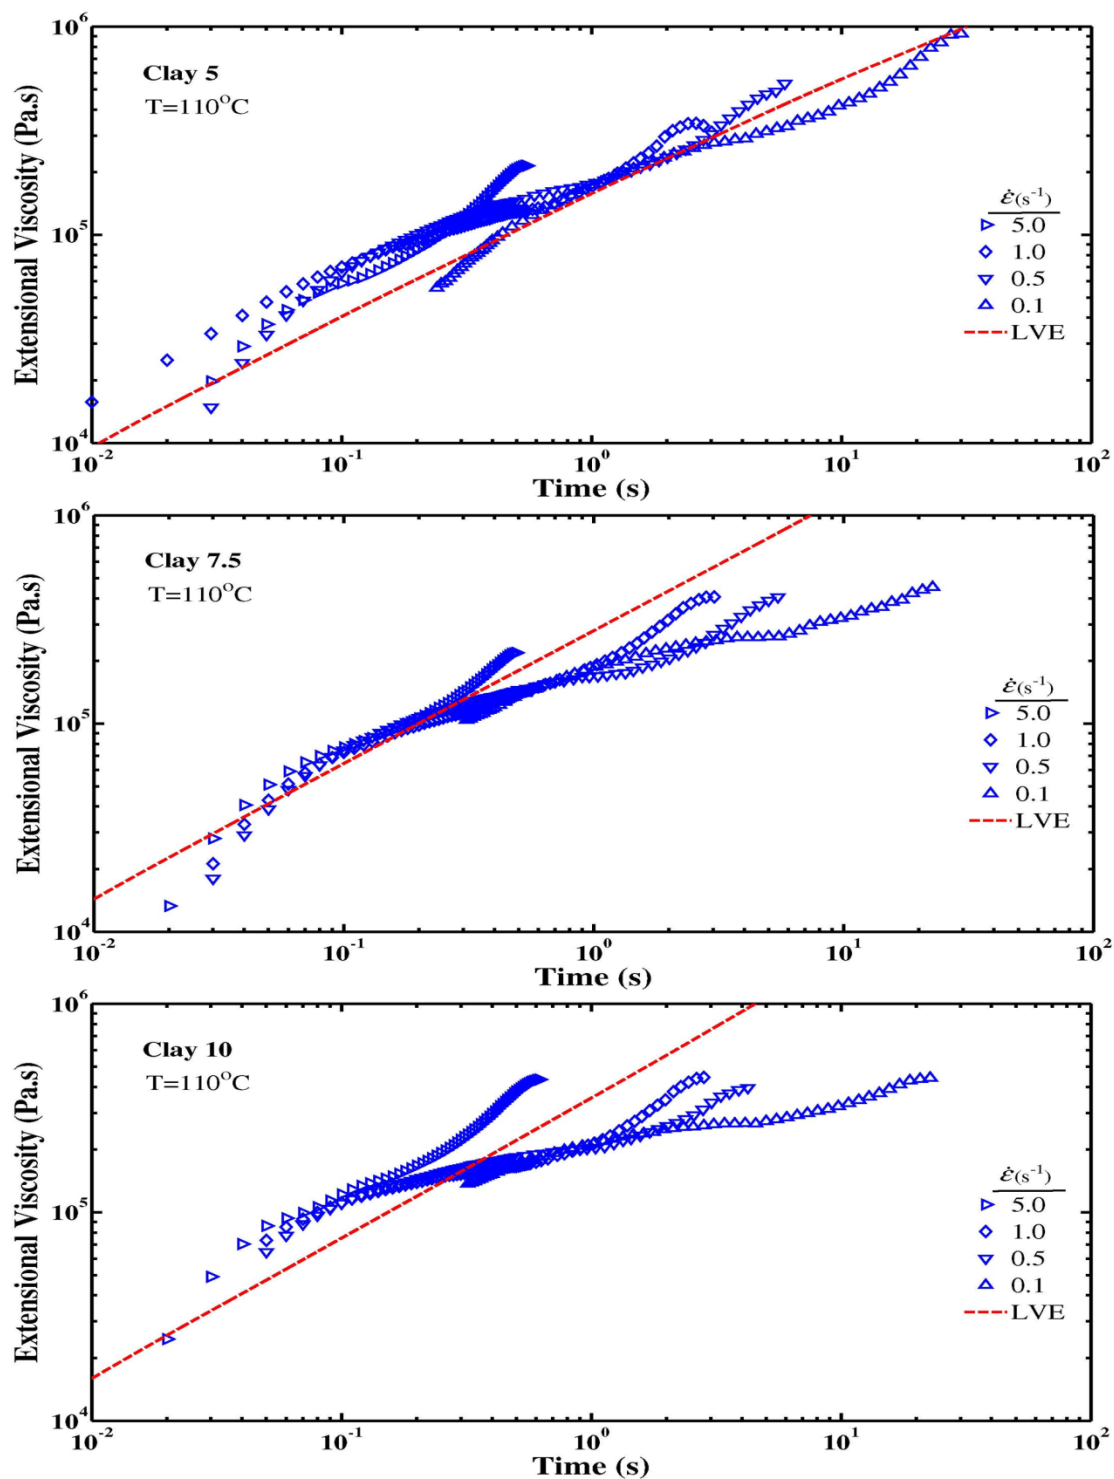 10⁶
Clay 5
T=110°C
Extensional Viscosity (Pa.s)
10⁵
ε̇(s⁻¹)
5.0
1.0
0.5
0.1
LVE
10⁴
10⁻² 10⁻¹ 10⁰ 10¹ 10²
Time (s)
10⁶
Clay 7.5
T=110°C
Extensional Viscosity (Pa.s)
10⁵
ε̇(s⁻¹)
5.0
1.0
0.5
0.1
LVE
10⁴
10⁻² 10⁻¹ 10⁰ 10¹ 10²
Time (s)
10⁶
Clay 10
T=110°C
Extensional Viscosity (Pa.s)
10⁵
ε̇(s⁻¹)
5.0
1.0
0.5
0.1
LVE
10⁴
10⁻² 10⁻¹ 10⁰ 10¹ 10²
Time (s)